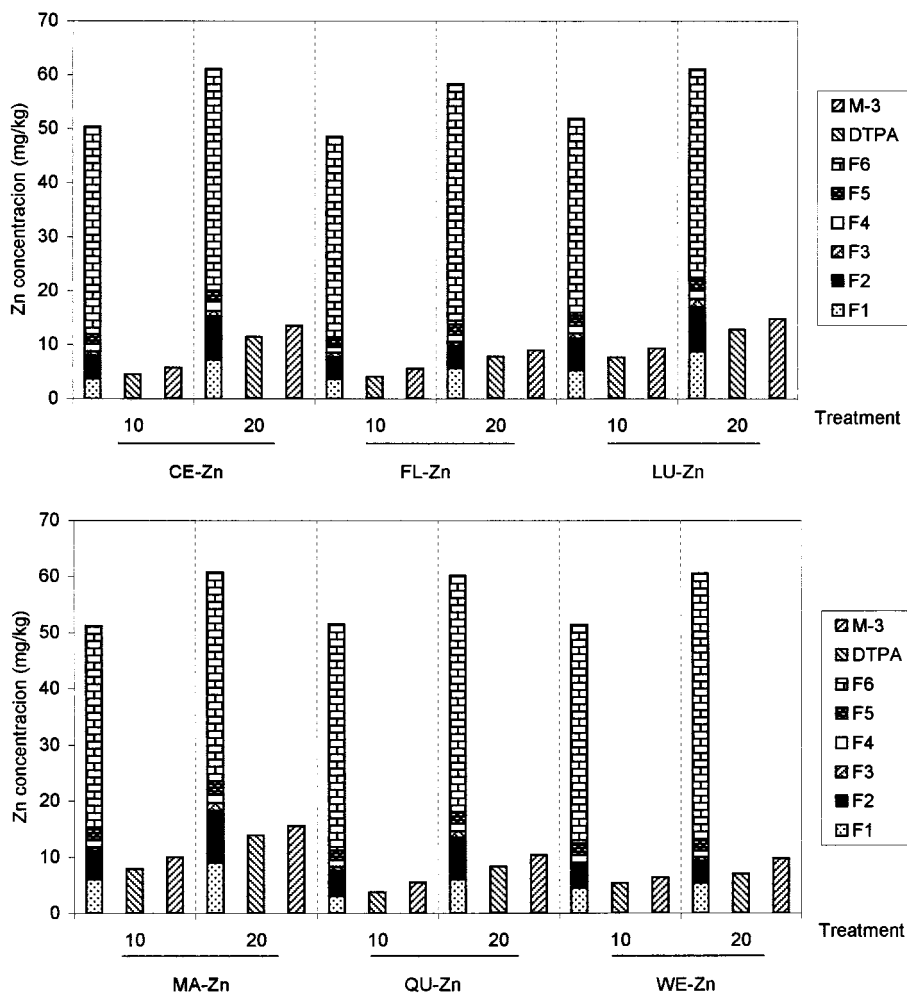 70
60
50
40
30
20
10
0
Zn concentracion (mg/kg)
M-3
DTPA
F6
F5
F4
F3
F2
F1
10 20 10 20 10 20 Treatment
CE-Zn FL-Zn LU-Zn
70
60
50
40
30
20
10
0
Zn concentracion (mg/kg)
M-3
DTPA
F6
F5
F4
F3
F2
F1
10 20 10 20 10 20 Treatment
MA-Zn QU-Zn WE-Zn